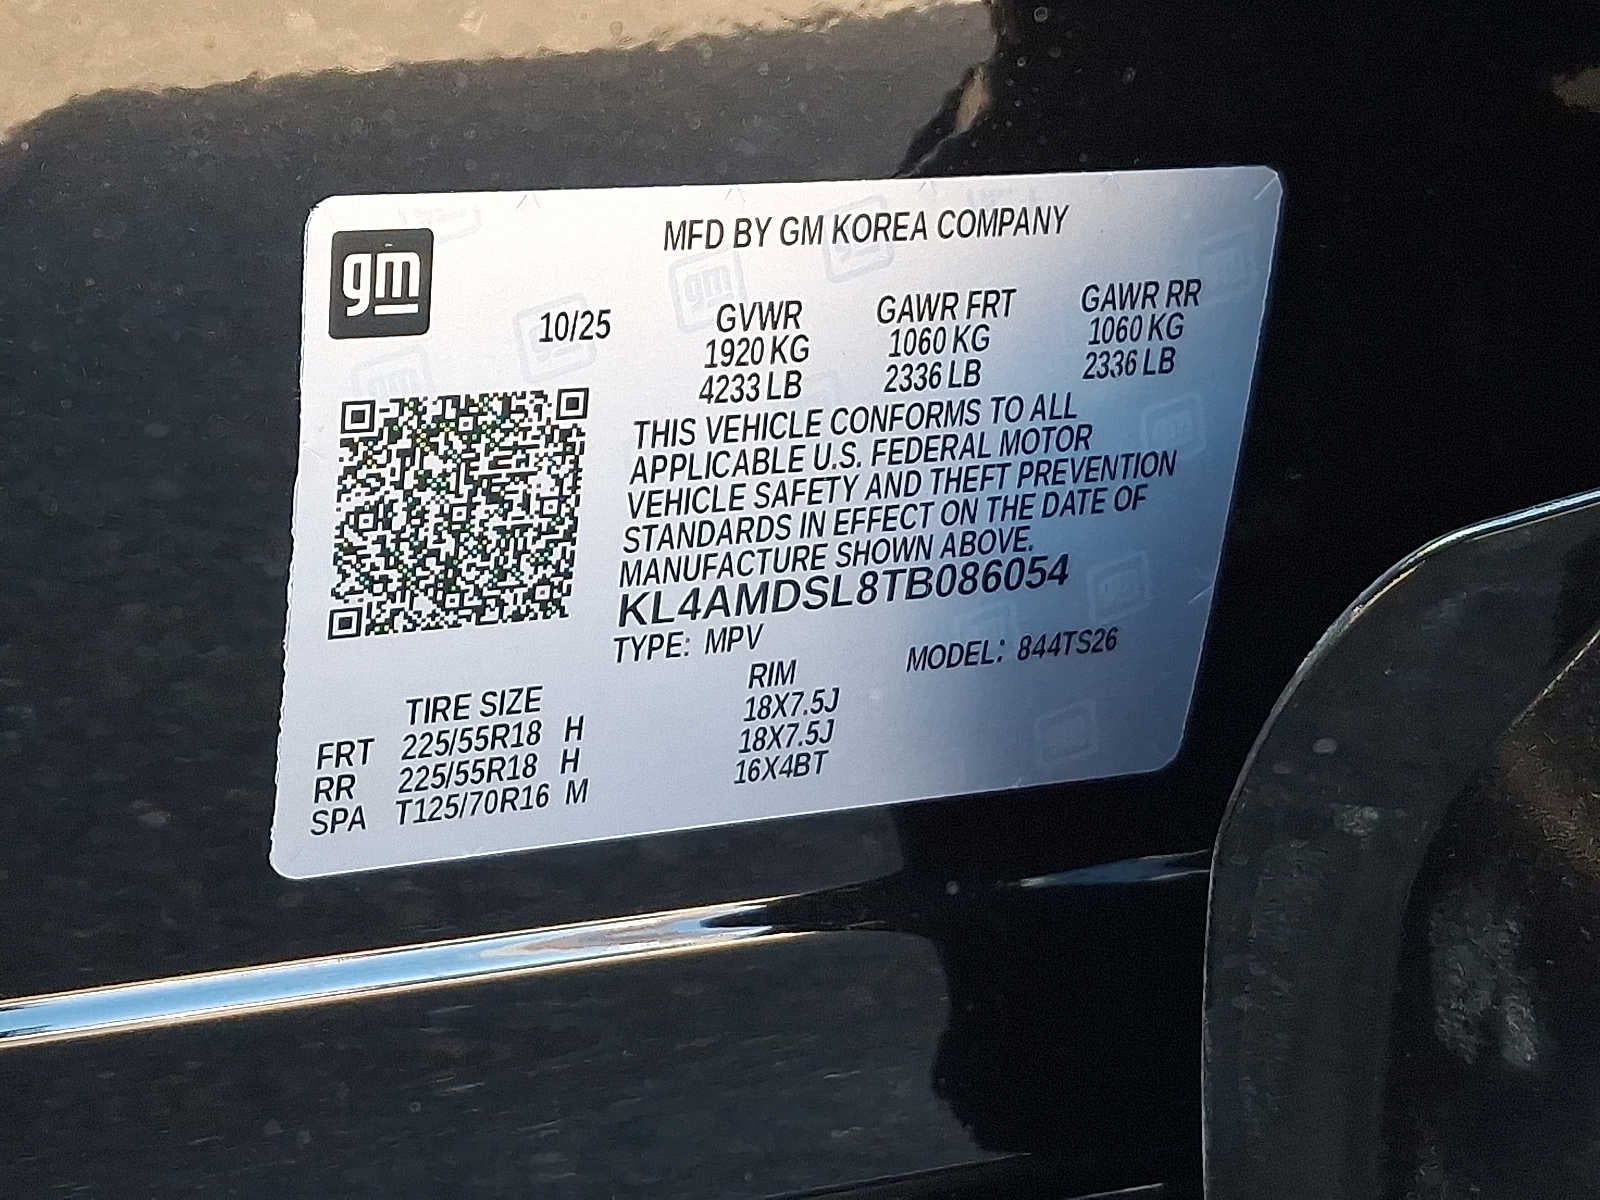 gm
MFD BY GM KOREA COMPANY
10/25 GVWR GAWR FRT GAWR RR
1920 KG 1060 KG 1060 KG
4233 LB 2336 LB 2336 LB
THIS VEHICLE CONFORMS TO ALL
APPLICABLE U.S. FEDERAL MOTOR
VEHICLE SAFETY AND THEFT PREVENTION
STANDARDS IN EFFECT ON THE DATE OF
MANUFACTURE SHOWN ABOVE.
KL4AMDSL8TB086054
TYPE: MPV MODEL: 844TS26
TIRE SIZE RIM
FRT 225/55R18 H 18X7.5J
RR 225/55R18 H 18X7.5J
SPA T125/70R16 M 16X4BT